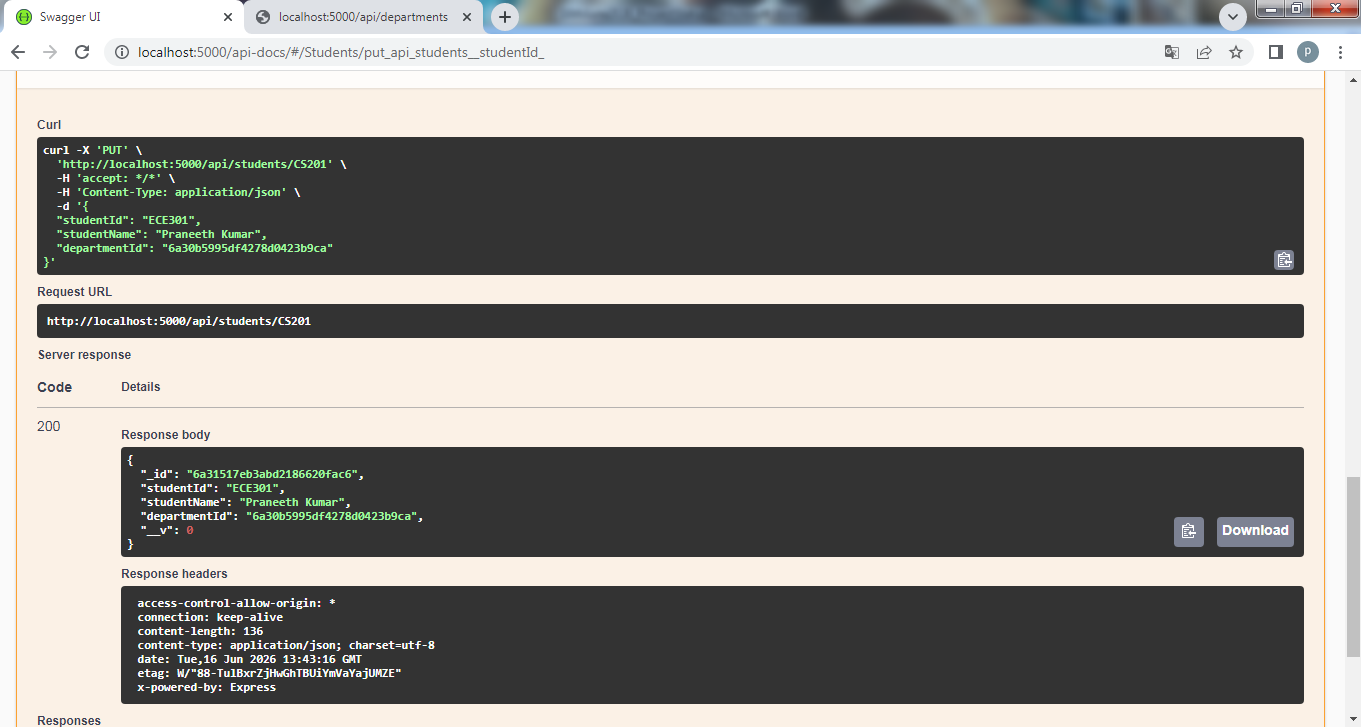 Swagger UI
localhost:5000/api/departments
localhost:5000/api-docs/#/Students/put_api_students__studentId_
P
Curl
curl -X 'PUT' \
'http://localhost:5000/api/students/CS201' \
-H 'accept: */*' \
-H 'Content-Type: application/json' \
-d '{
"studentId": "ECE301",
"studentName": "Praneeth Kumar",
"departmentId": "6a30b5995df4278d0423b9ca"
}'
Request URL
http://localhost:5000/api/students/CS201
Server response
Code Details
200
Response body
{
"_id": "6a31517eb3abd2186620fac6",
"studentId": "ECE301",
"studentName": "Praneeth Kumar",
"departmentId": "6a30b5995df4278d0423b9ca",
"__v": 0
}
Download
Response headers
access-control-allow-origin: *
connection: keep-alive
content-length: 136
content-type: application/json; charset=utf-8
date: Tue,16 Jun 2026 13:43:16 GMT
etag: W/"88-TulBxrZjHwGhTBUiYmVaYajUMZE"
x-powered-by: Express
Responses